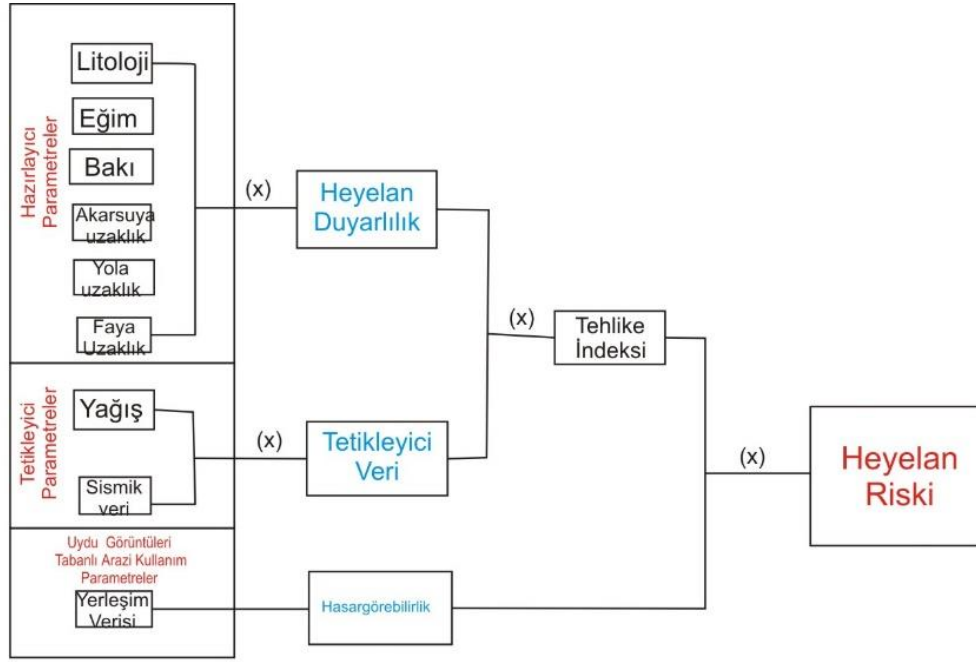 Hazırlayıcı
Parametreler
Litoloji
Eğim
Bakı
Akarsuya
uzaklık
Yola
uzaklık
Faya
Uzaklık
(x)
Heyelan
Duyarlılık
Tetikleyici
Parametreler
Yağış
Sismik
veri
(x)
Tetikleyici
Veri
(x)
Tehlike
İndeksi
Uydu Görüntüleri
Tabanlı Arazi Kullanım
Parametreler
Yerleşim
Verisi
Hasargörebilirlik
(x)
Heyelan
Riski